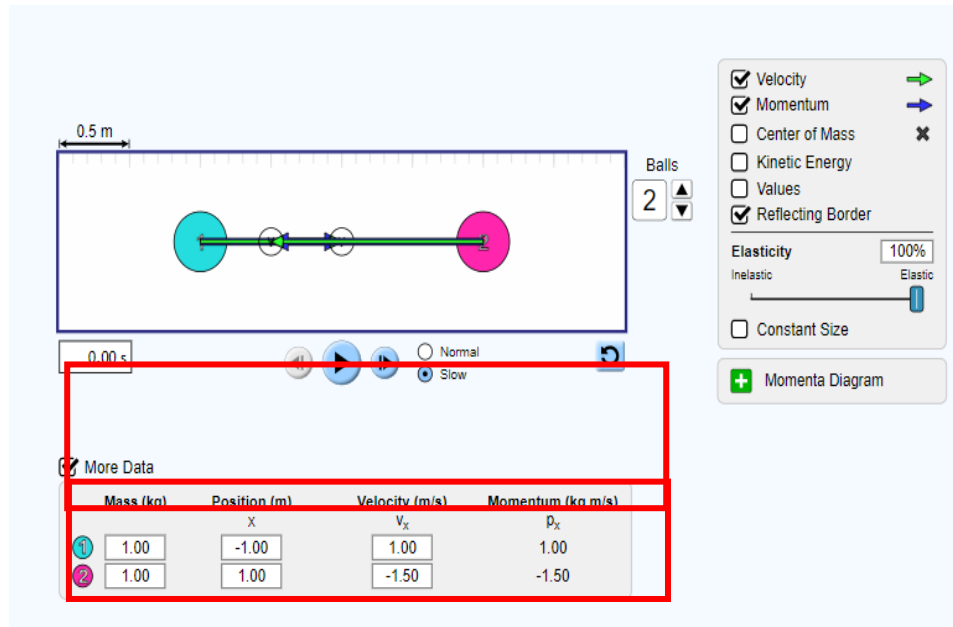 0.5 m
Balls
2
1
2
0.00 s
Normal
Slow
Velocity
Momentum
Center of Mass
Kinetic Energy
Values
Reflecting Border
Elasticity 100%
Inelastic Elastic
Constant Size
Momenta Diagram
More Data
Mass (kg) Position (m) Velocity (m/s) Momentum (kg m/s)
x vx px
1 1.00 -1.00 1.00 1.00
2 1.00 1.00 -1.50 -1.50